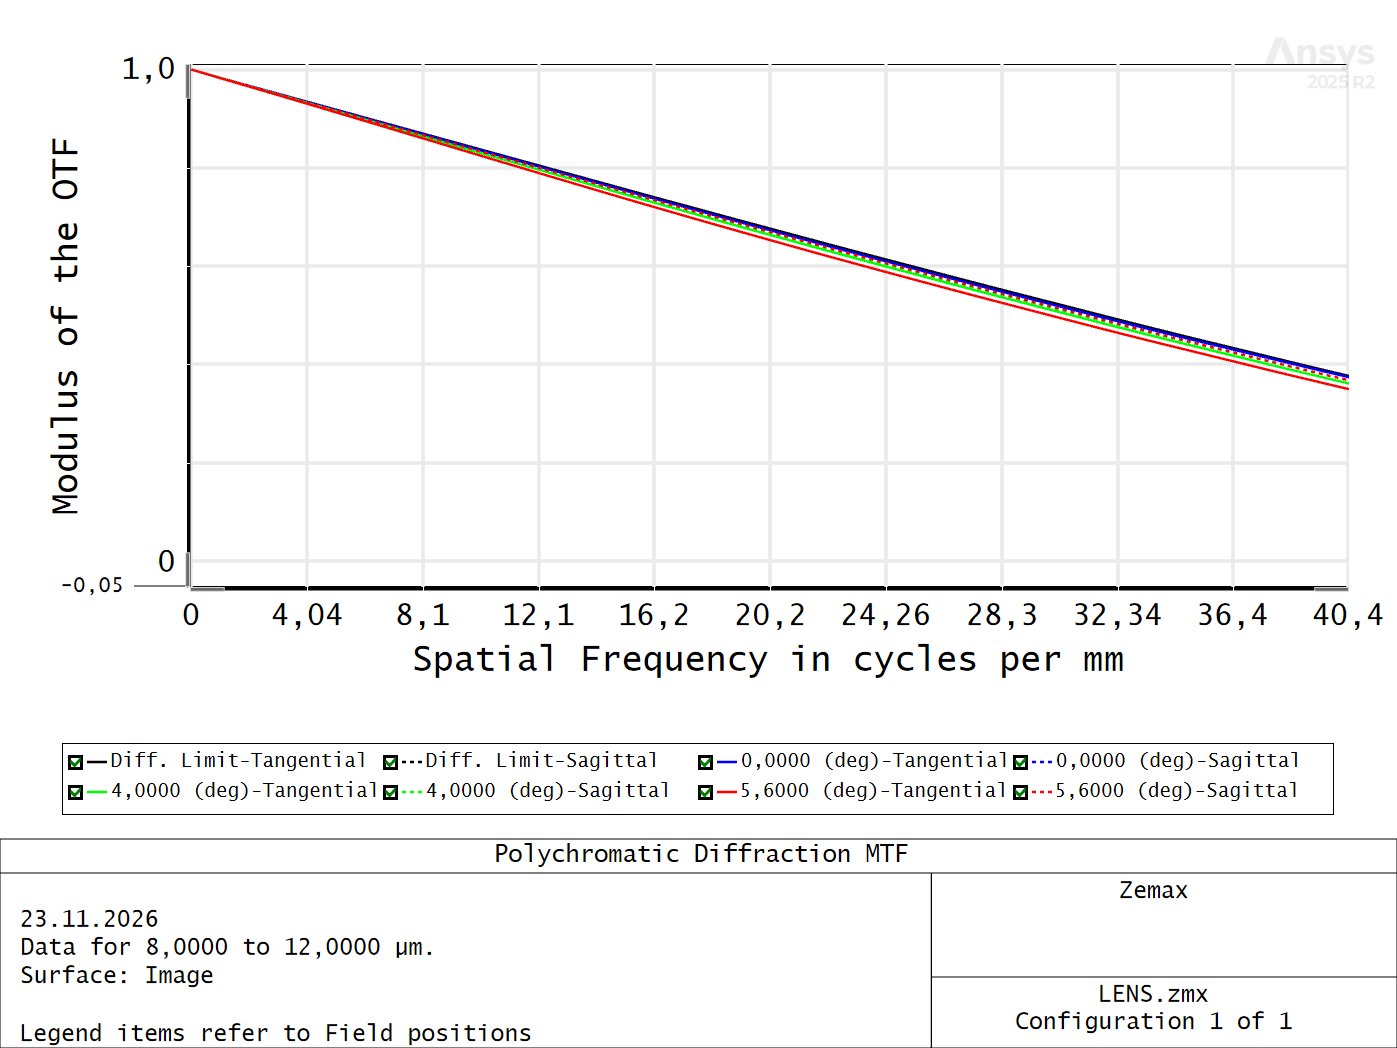 Ansys
2025 R2
1,0
Modulus of the OTF
0
-0,05
0 4,04 8,1 12,1 16,2 20,2 24,26 28,3 32,34 36,4 40,4
Spatial Frequency in cycles per mm
Diff. Limit-Tangential Diff. Limit-Sagittal 0,0000 (deg)-Tangential 0,0000 (deg)-Sagittal
4,0000 (deg)-Tangential 4,0000 (deg)-Sagittal 5,6000 (deg)-Tangential 5,6000 (deg)-Sagittal
Polychromatic Diffraction MTF
23.11.2026
Data for 8,0000 to 12,0000 µm.
Surface: Image
Legend items refer to Field positions
Zemax
LENS.zmx
Configuration 1 of 1